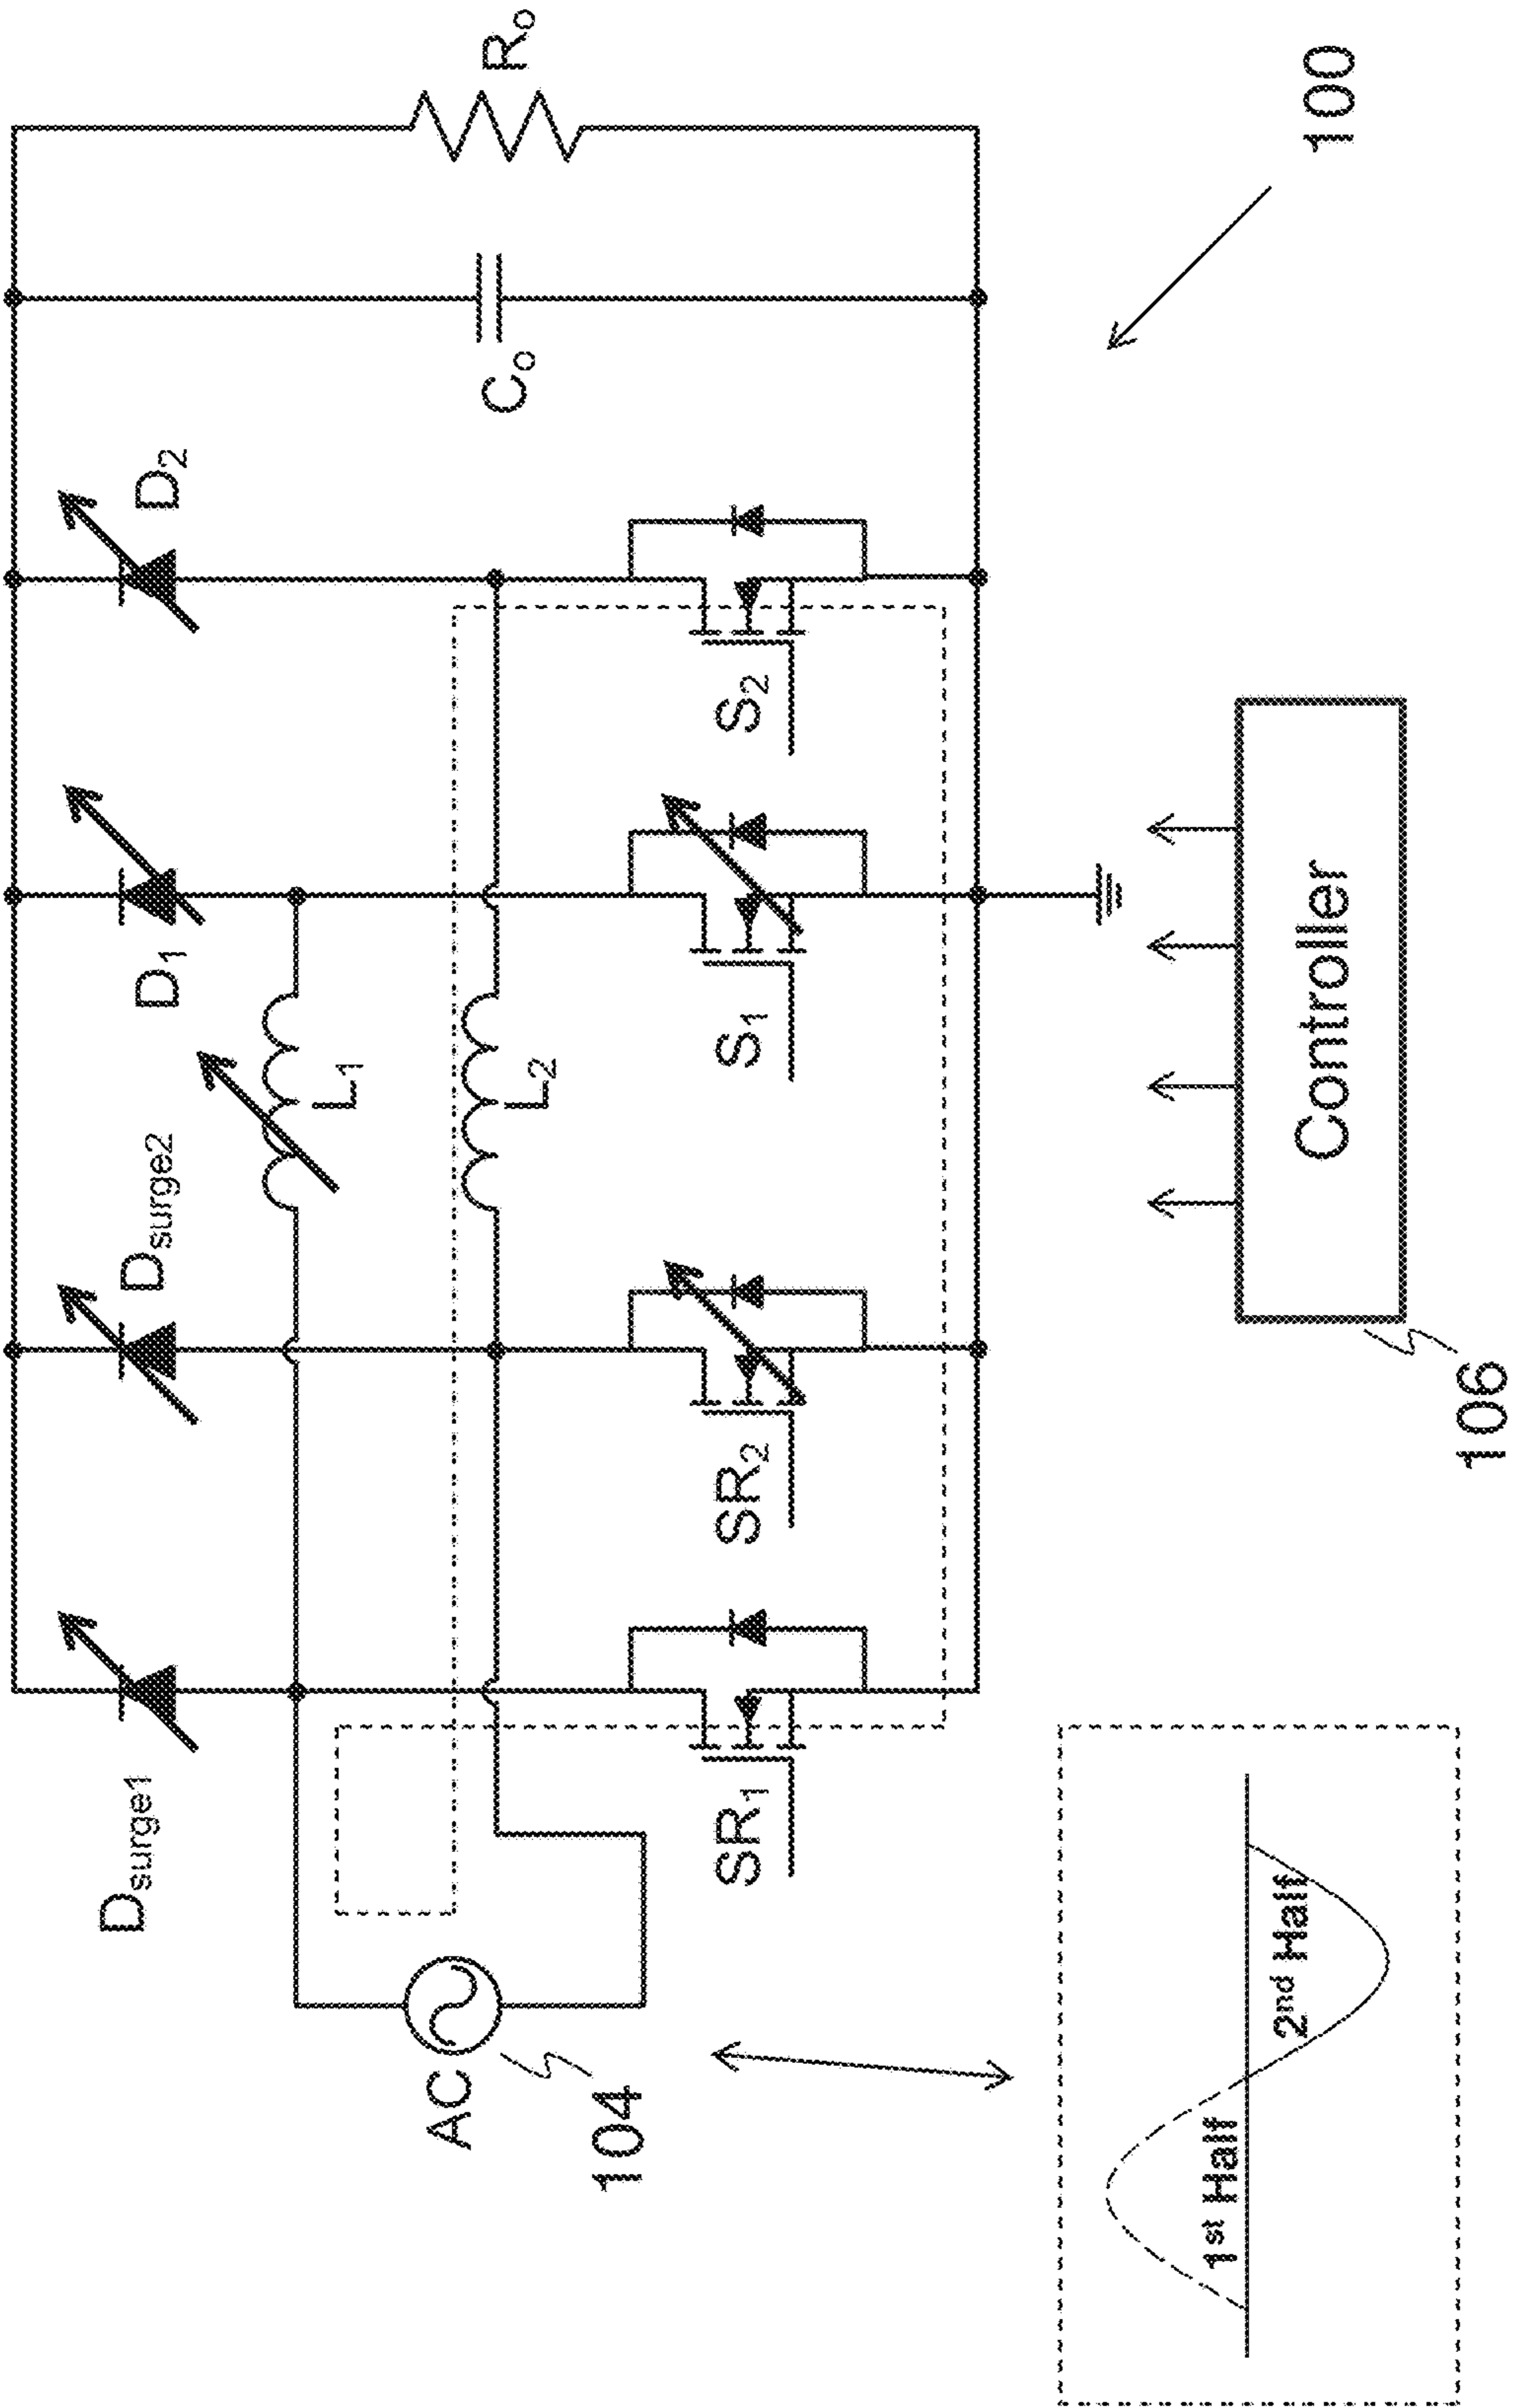 Dsurge1
Dsurge2
D1
D2
L1
L2
Co
Ro
AC
104
SR1
SR2
S1
S2
100
1st Half
2nd Half
Controller
106